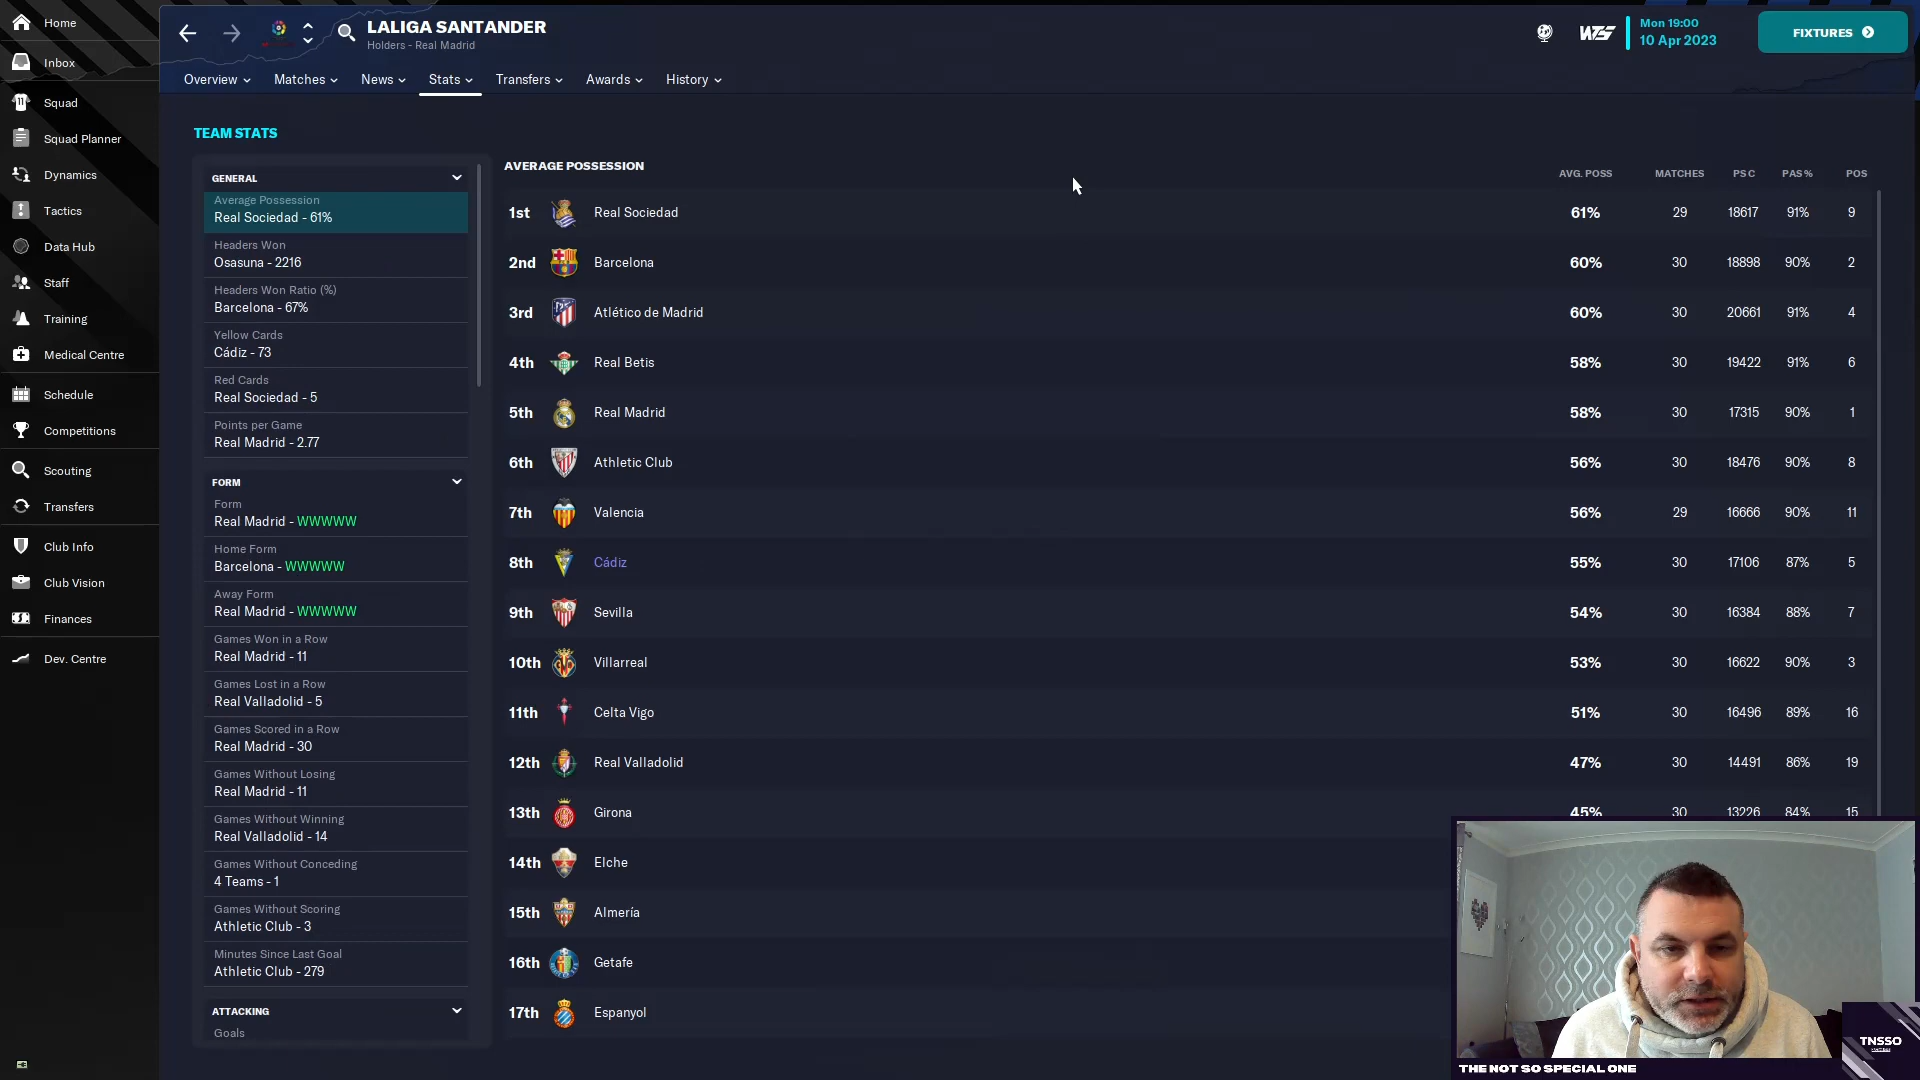 Home
Inbox
Squad
Squad Planner
Dynamics
Tactics
Data Hub
Staff
Training
Medical Centre
Schedule
Competitions
Scouting
Transfers
Club Info
Club Vision
Finances
Dev. Centre
LALIGA SANTANDER
Holders - Real Madrid
Mon 19:00
10 Apr 2023
FIXTURES
Overview Matches News Stats Transfers Awards History
TEAM STATS
GENERAL
Average Possession
Real Sociedad - 61%
Headers Won
Osasuna - 2216
Headers Won Ratio (%)
Barcelona - 67%
Yellow Cards
Cádiz - 73
Red Cards
Real Sociedad - 5
Points per Game
Real Madrid - 2.77
FORM
Form
Real Madrid - WWWWW
Home Form
Barcelona - WWWWW
Away Form
Real Madrid - WWWWW
Games Won in a Row
Real Madrid - 11
Games Lost in a Row
Real Valladolid - 5
Games Scored in a Row
Real Madrid - 30
Games Without Losing
Real Madrid - 11
Games Without Winning
Real Valladolid - 14
Games Without Conceding
4 Teams - 1
Games Without Scoring
Athletic Club - 3
Minutes Since Last Goal
Athletic Club - 279
ATTACKING
Goals
AVERAGE POSSESSION AVG. POSS MATCHES PS C PAS % POS
1st Real Sociedad 61% 29 18617 91% 9
2nd Barcelona 60% 30 18898 90% 2
3rd Atlético de Madrid 60% 30 20661 91% 4
4th Real Betis 58% 30 19422 91% 6
5th Real Madrid 58% 30 17315 90% 1
6th Athletic Club 56% 30 18476 90% 8
7th Valencia 56% 29 16666 90% 11
8th Cádiz 55% 30 17106 87% 5
9th Sevilla 54% 30 16384 88% 7
10th Villarreal 53% 30 16622 90% 3
11th Celta Vigo 51% 30 16496 89% 16
12th Real Valladolid 47% 30 14491 86% 19
13th Girona 45% 30 13226 84% 15
14th Elche
15th Almería
16th Getafe
17th Espanyol
TNSSO
THE NOT SO SPECIAL ONE